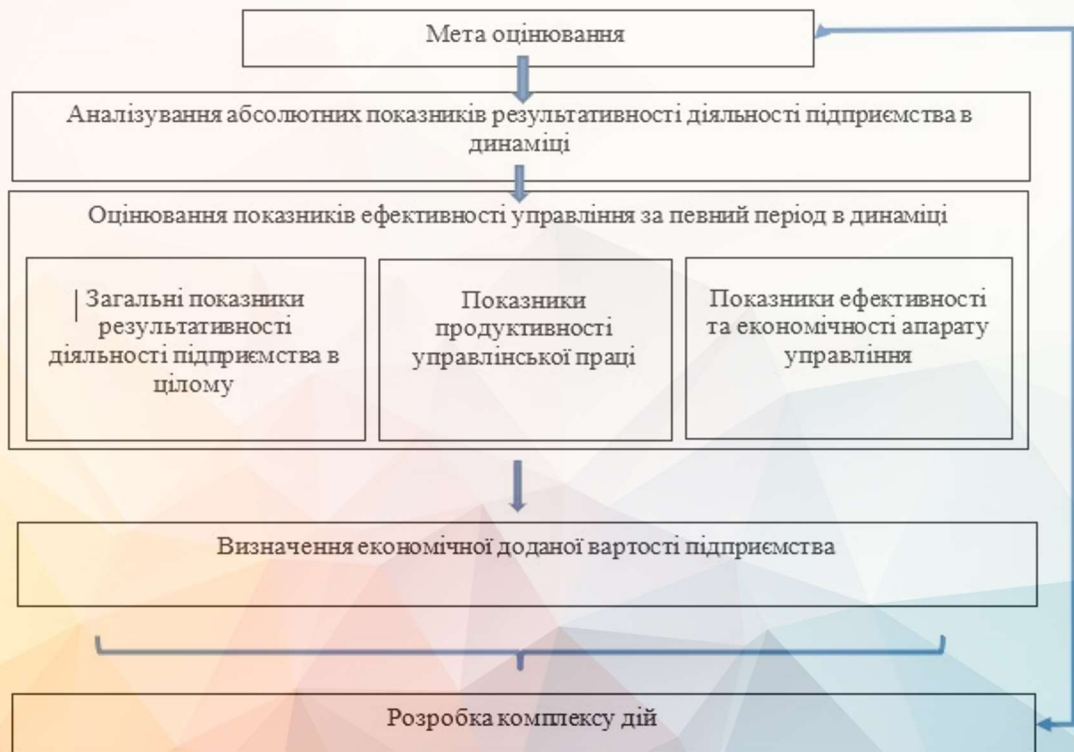 Мета оцінювання
Аналізування абсолютних показників результативності діяльності підприємства в
динаміці
Оцінювання показників ефективності управління за певний період в динаміці
Загальні показники
результативності
діяльності підприємства в
цілому
Показники
продуктивності
управлінської праці
Показники ефективності
та економічності апарату
управління
Визначення економічної доданої вартості підприємства
Розробка комплексу дій